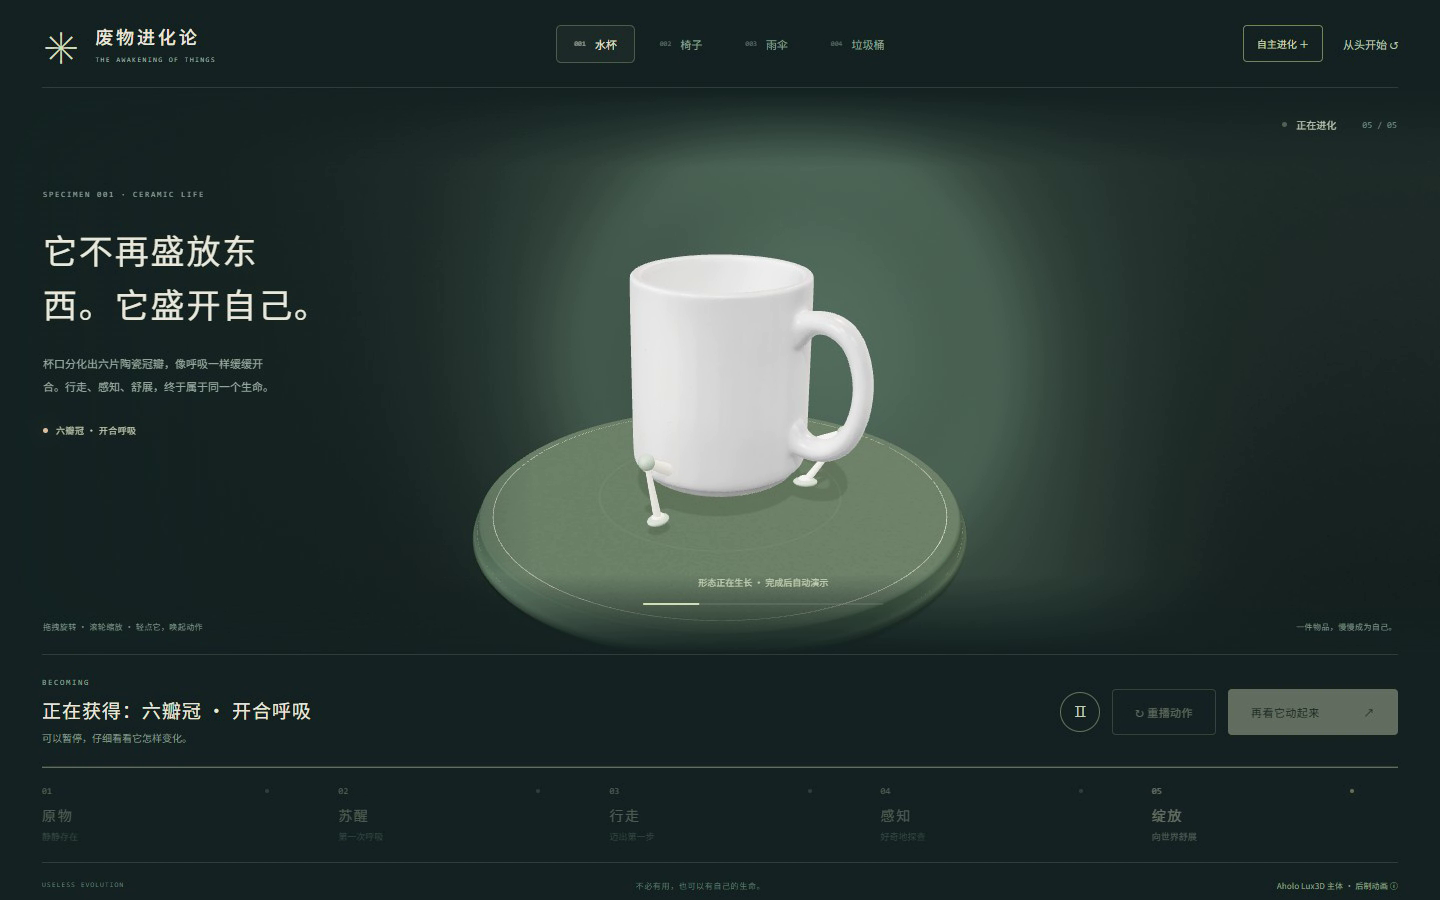 废物进化论
THE AWAKENING OF THINGS
001 水杯
002 椅子
003 雨伞
004 垃圾桶
自主进化 +
从头开始 ↺
正在进化 05 / 05
SPECIMEN 001 · CERAMIC LIFE
它不再盛放东
西。它盛开自己。
杯口分化出六片陶瓷冠瓣，像呼吸一样缓缓开
合。行走、感知、舒展，终于属于同一个生命。
六瓣冠 · 开合呼吸
形态正在生长 · 完成后自动演示
拖拽旋转 · 滚轮缩放 · 轻点它，唤起动作
一件物品，慢慢成为自己。
BECOMING
正在获得：六瓣冠 · 开合呼吸
可以暂停，仔细看看它怎样变化。
↻ 重播动作
再看它动起来 ↗
01
原物
静静存在
02
苏醒
第一次呼吸
03
行走
迈出第一步
04
感知
好奇地探查
05
绽放
向世界舒展
USELESS EVOLUTION
不必有用，也可以有自己的生命。
Aholo Lux3D 主体 · 后制动画 ⓘ